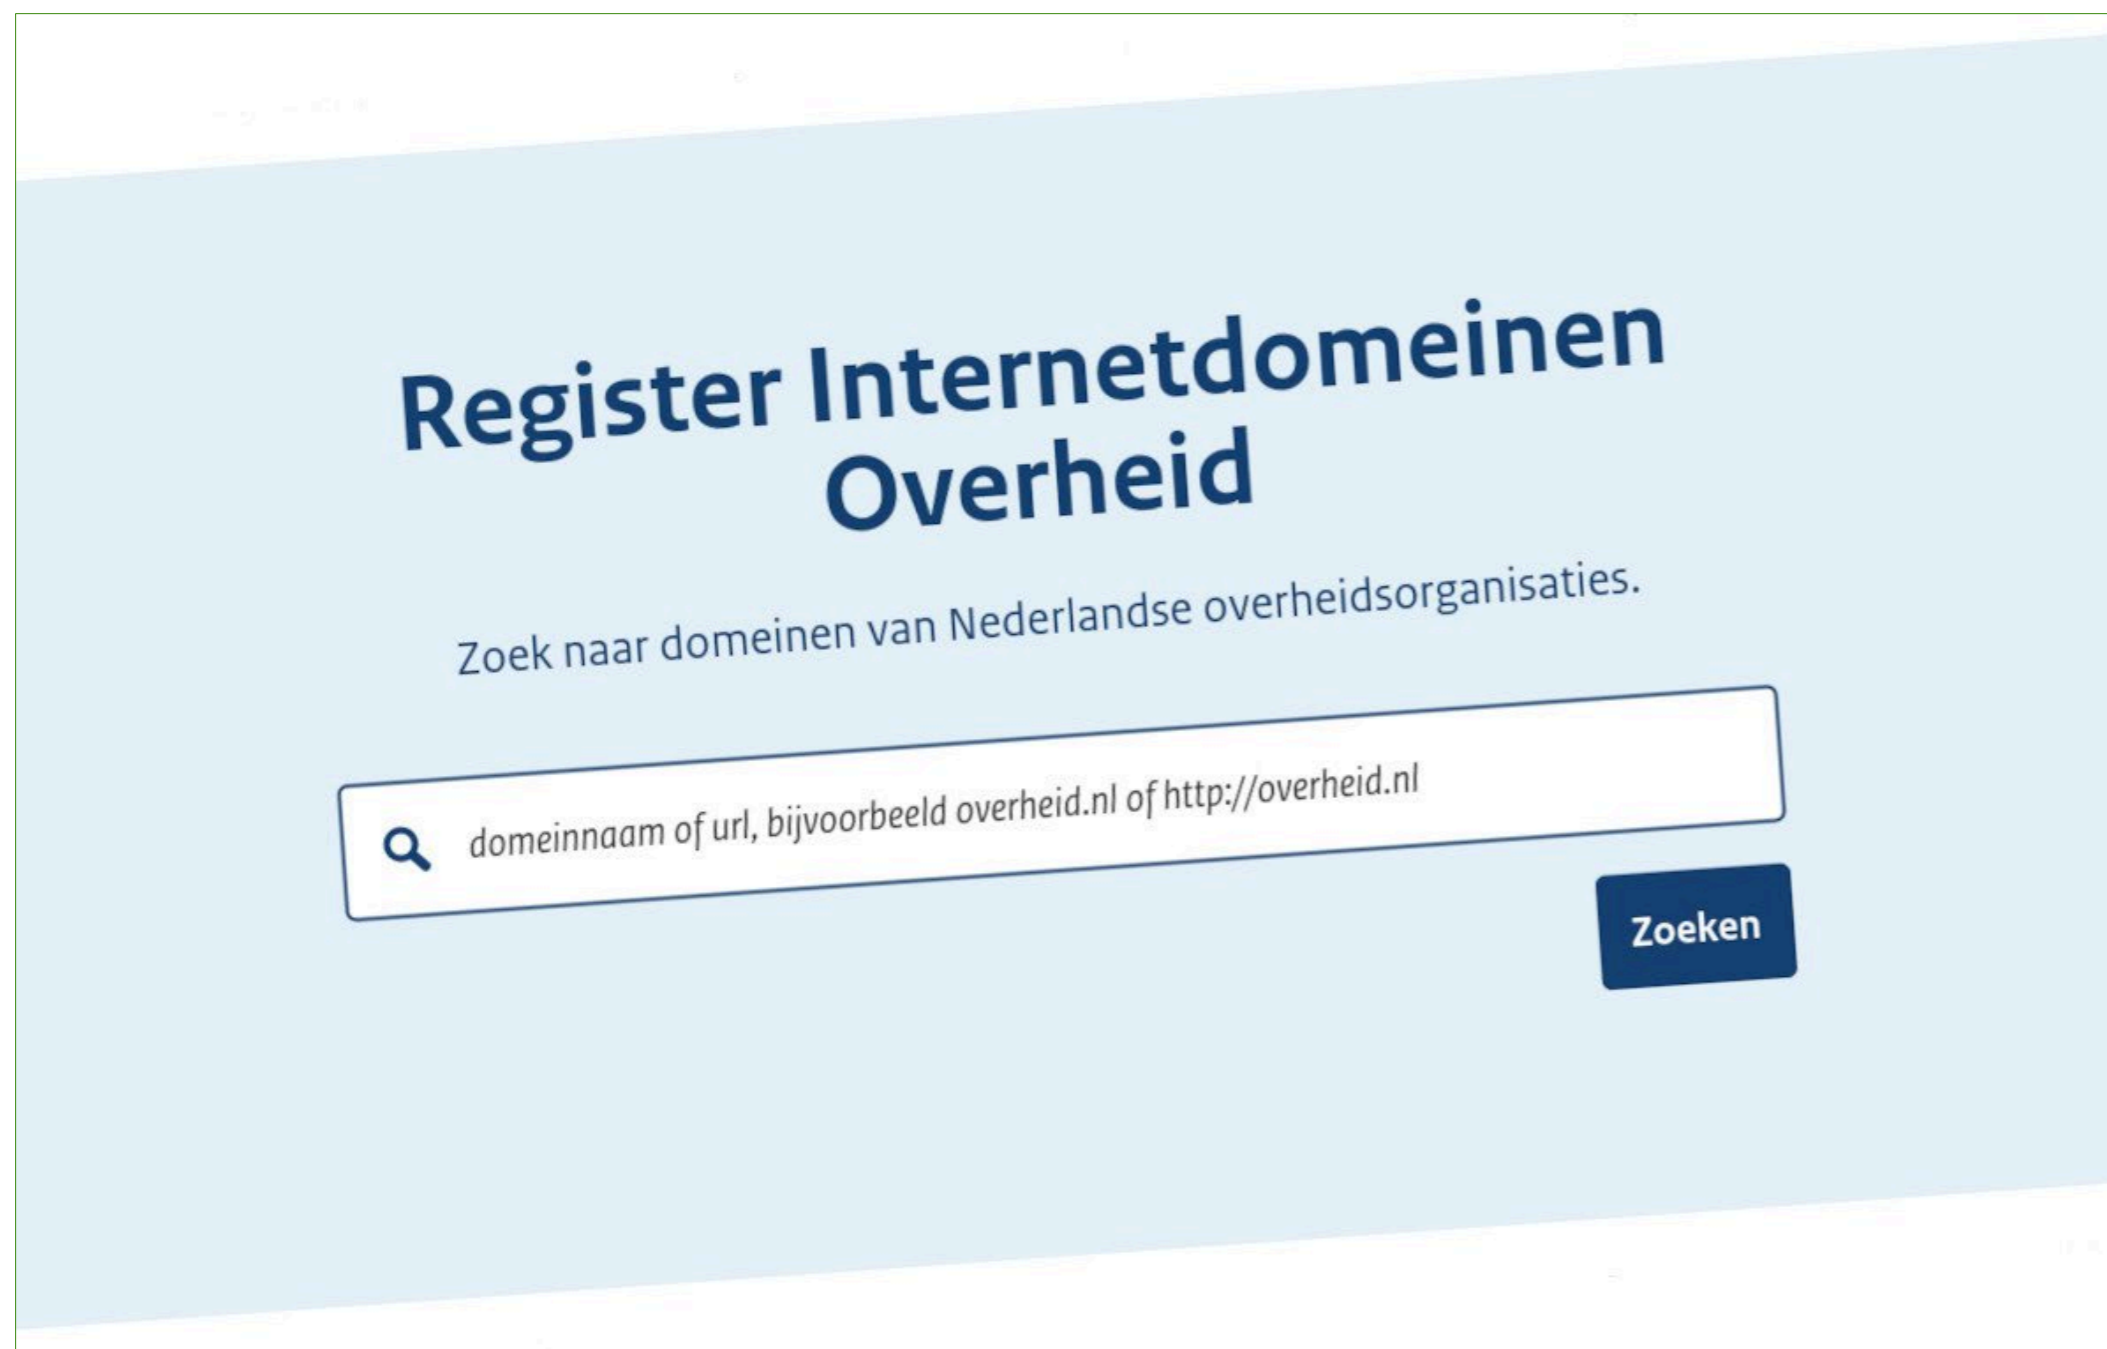 Register Internetdomeinen
Overheid
Zoek naar domeinen van Nederlandse overheidsorganisaties.
domeinnaam of url, bijvoorbeeld overheid.nl of http://overheid.nl
Zoeken